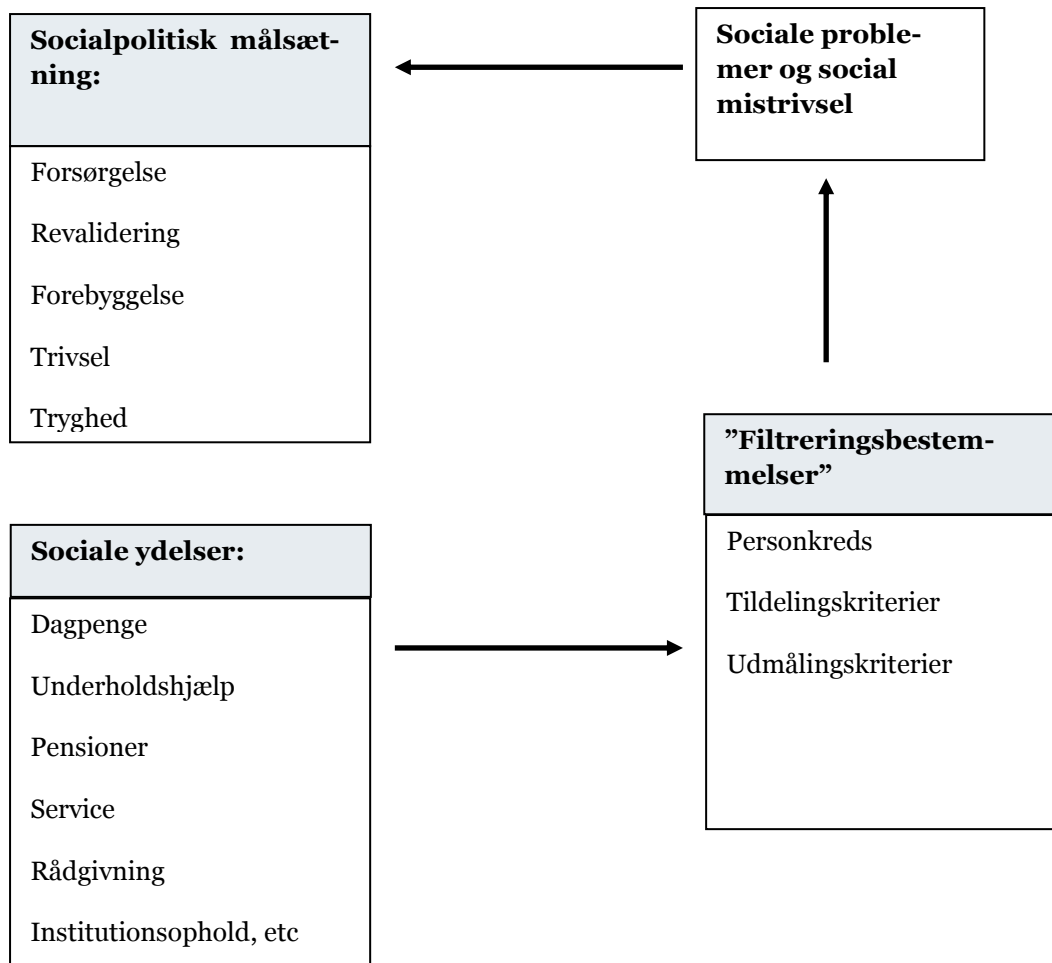 Socialpolitisk målsæt-
ning:
Forsørgelse
Revalidering
Forebyggelse
Trivsel
Tryghed
Sociale proble-
mer og social
mistrivsel
Sociale ydelser:
Dagpenge
Underholdshjælp
Pensioner
Service
Rådgivning
Institutionsophold, etc
”Filtreringsbestem-
melser”
Personkreds
Tildelingskriterier
Udmålingskriterier